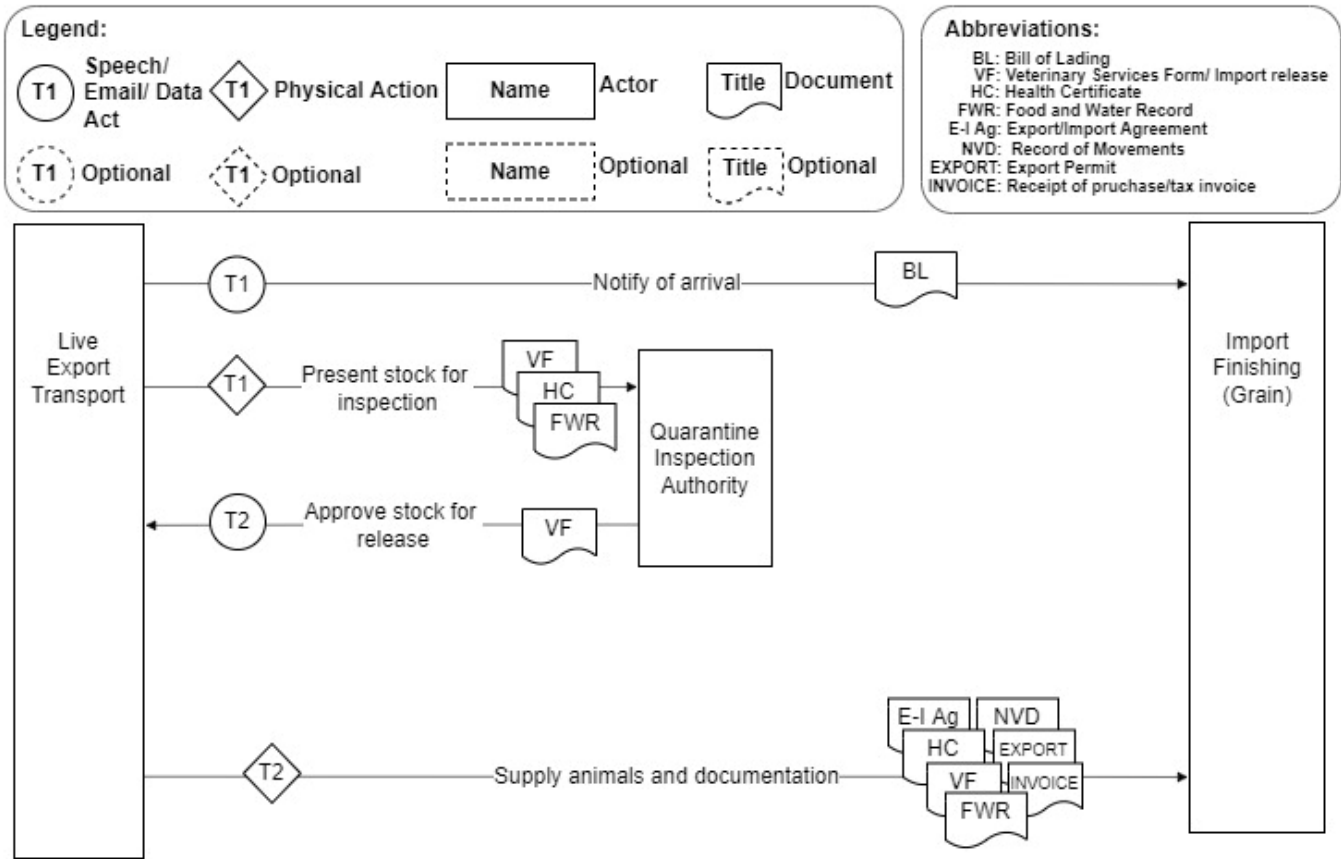 Legend:
T1
Speech/
Email/ Data
Act
T1
Physical Action
Name
Actor
Title
Document
T1
Optional
T1
Optional
Name
Optional
Title
Optional
Abbreviations:
BL: Bill of Lading
VF: Veterinary Services Form/ Import release
HC: Health Certificate
FWR: Food and Water Record
E-I Ag: Export/Import Agreement
NVD: Record of Movements
EXPORT: Export Permit
INVOICE: Receipt of pruchase/tax invoice
Live
Export
Transport
T1
Notify of arrival
BL
Import
Finishing
(Grain)
T1
Present stock for
inspection
VF
HC
FWR
Quarantine
Inspection
Authority
T2
Approve stock for
release
VF
T2
Supply animals and documentation
E-I Ag
NVD
HC
EXPORT
VF
INVOICE
FWR